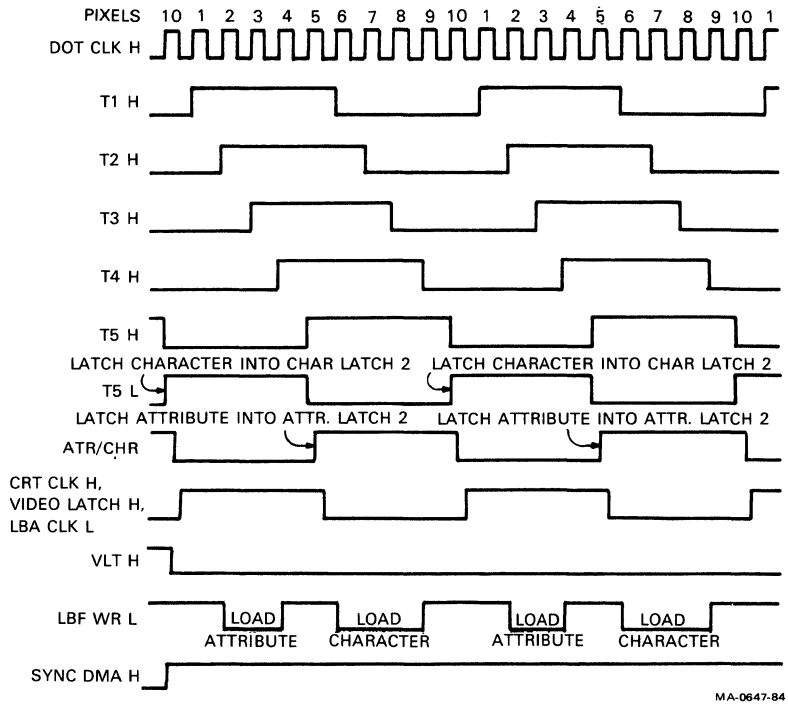 PIXELS 10 1 2 3 4 5 6 7 8 9 10 1 2 3 4 5 6 7 8 9 10 1
DOT CLK H
T1 H
T2 H
T3 H
T4 H
T5 H
LATCH CHARACTER INTO CHAR LATCH 2 LATCH CHARACTER INTO CHAR LATCH 2
T5 L
LATCH ATTRIBUTE INTO ATTR. LATCH 2 LATCH ATTRIBUTE INTO ATTR. LATCH 2
ATR/CHR
CRT CLK H,
VIDEO LATCH H,
LBA CLK L
VLT H
LBF WR L LOAD LOAD LOAD LOAD
ATTRIBUTE CHARACTER ATTRIBUTE CHARACTER
SYNC DMA H
MA-0647-84